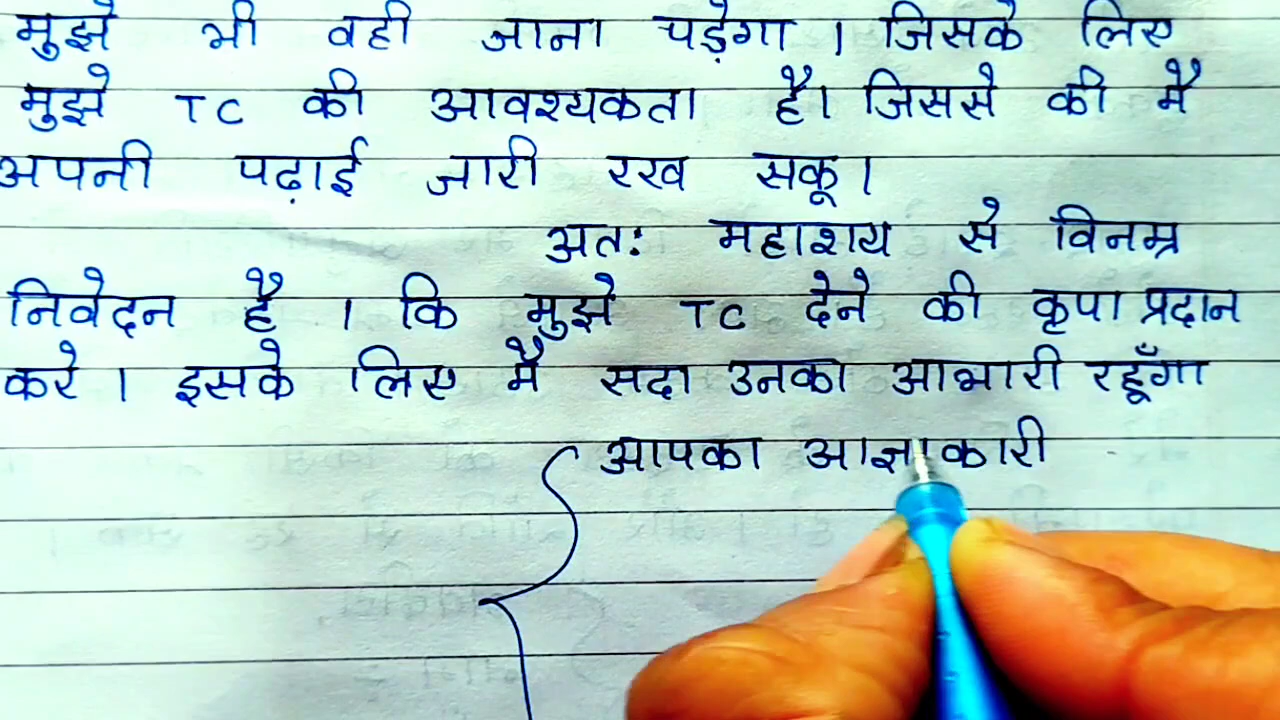 मुझे भी वही जाना पड़ेगा । जिसके लिए
मुझे TC की आवश्यकता है। जिससे की मै
अपनी पढ़ाई जारी रख सकू।
अतः महाशय से विनम्र
निवेदन है । कि मुझे TC देने की कृपा प्रदान
करे । इसके लिए मै सदा उनका आभारी रहूँगा
आपका आज्ञाकारी